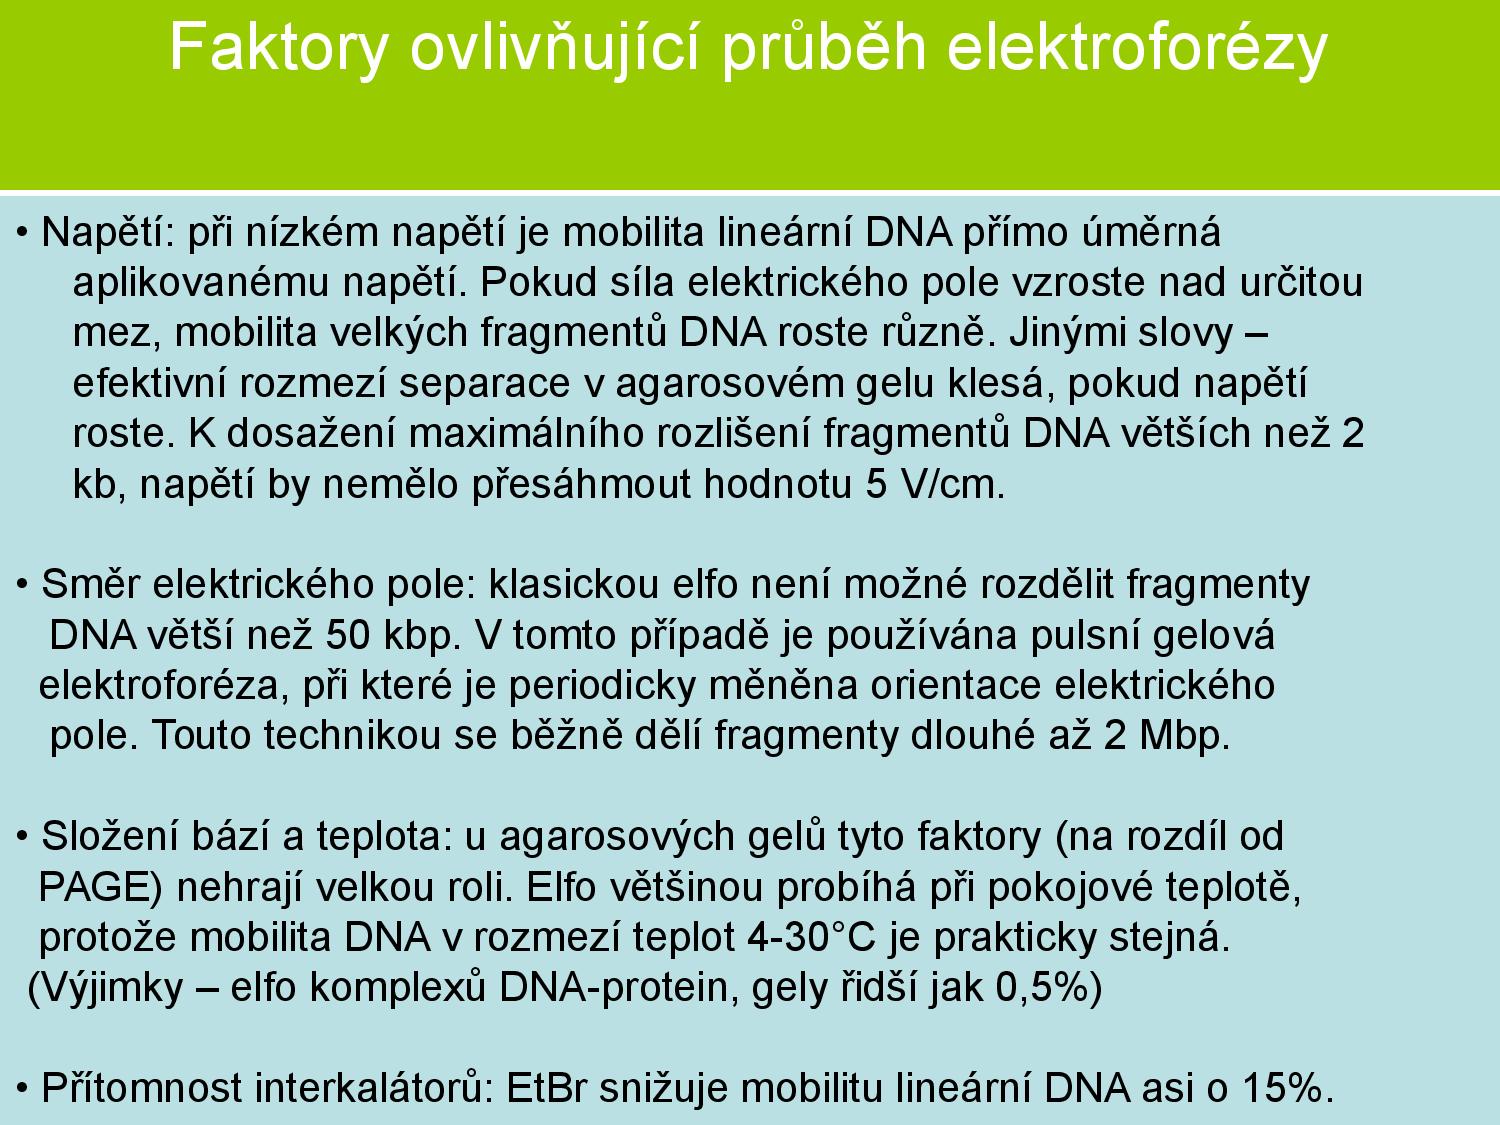 Faktory ovlivňující průběh elektroforézy
• Napětí: při nízkém napětí je mobilita lineární DNA přímo úměrná
aplikovanému napětí. Pokud síla elektrického pole vzroste nad určitou
mez, mobilita velkých fragmentů DNA roste různě. Jinými slovy –
efektivní rozmezí separace v agarosovém gelu klesá, pokud napětí
roste. K dosažení maximálního rozlišení fragmentů DNA větších než 2
kb, napětí by nemělo přesáhmout hodnotu 5 V/cm.
• Směr elektrického pole: klasickou elfo není možné rozdělit fragmenty
DNA větší než 50 kbp. V tomto případě je používána pulsní gelová
elektroforéza, při které je periodicky měněna orientace elektrického
pole. Touto technikou se běžně dělí fragmenty dlouhé až 2 Mbp.
• Složení bází a teplota: u agarosových gelů tyto faktory (na rozdíl od
PAGE) nehrají velkou roli. Elfo většinou probíhá při pokojové teplotě,
protože mobilita DNA v rozmezí teplot 4-30°C je prakticky stejná.
(Výjimky – elfo komplexů DNA-protein, gely řidší jak 0,5%)
• Přítomnost interkalátorů: EtBr snižuje mobilitu lineární DNA asi o 15%.